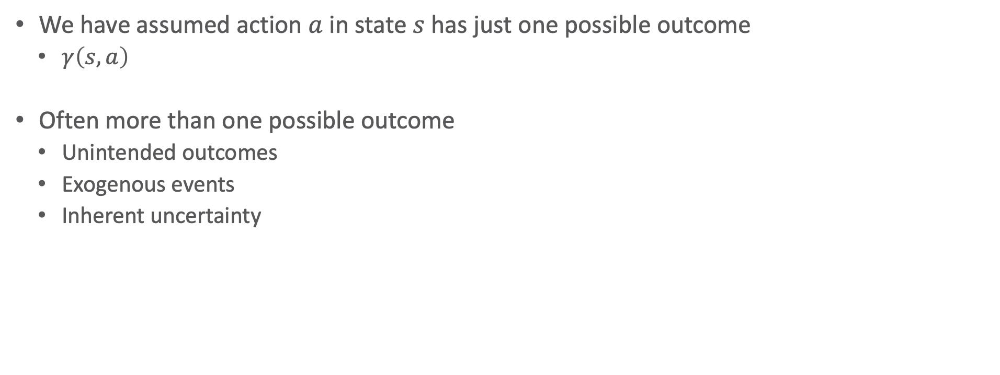 • We have assumed action 𝑎 in state 𝑠 has just one possible outcome
• 𝛾(𝑠, 𝑎)
• Often more than one possible outcome
• Unintended outcomes
• Exogenous events
• Inherent uncertainty